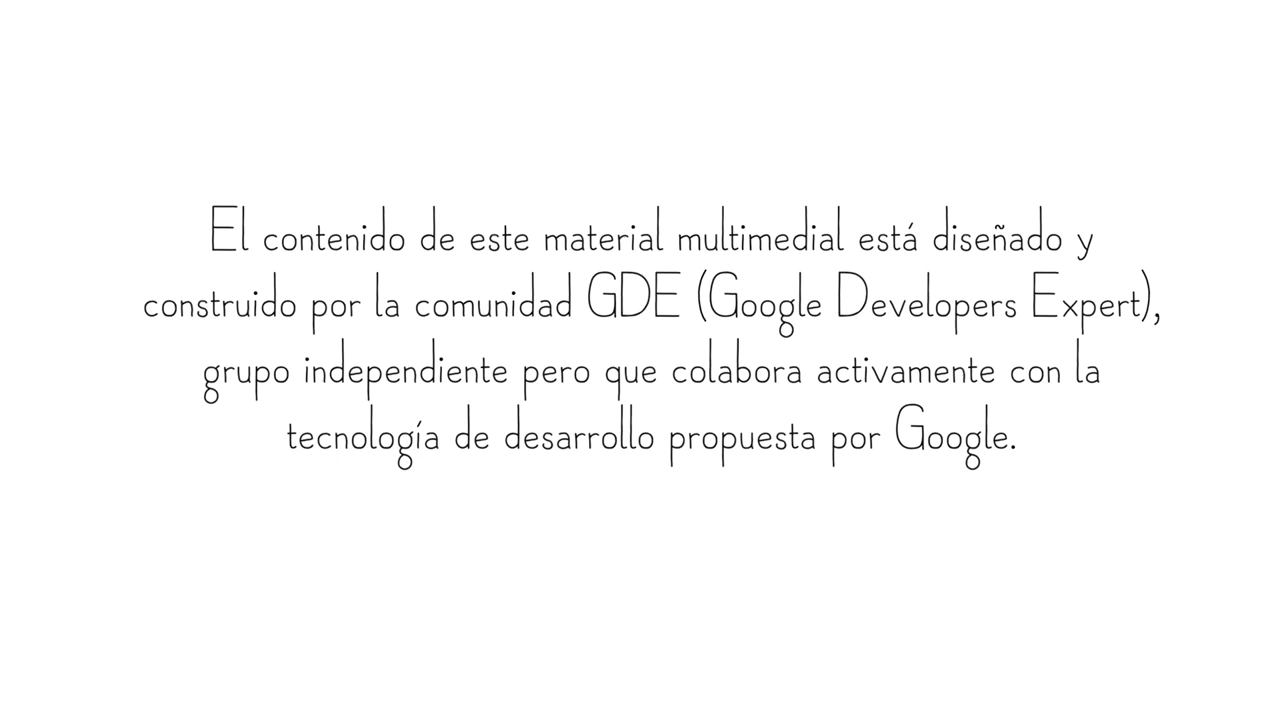 El contenido de este material multimedial está diseñado y
construido por la comunidad GDE (Google Developers Expert),
grupo independiente pero que colabora activamente con la
tecnología de desarrollo propuesta por Google.